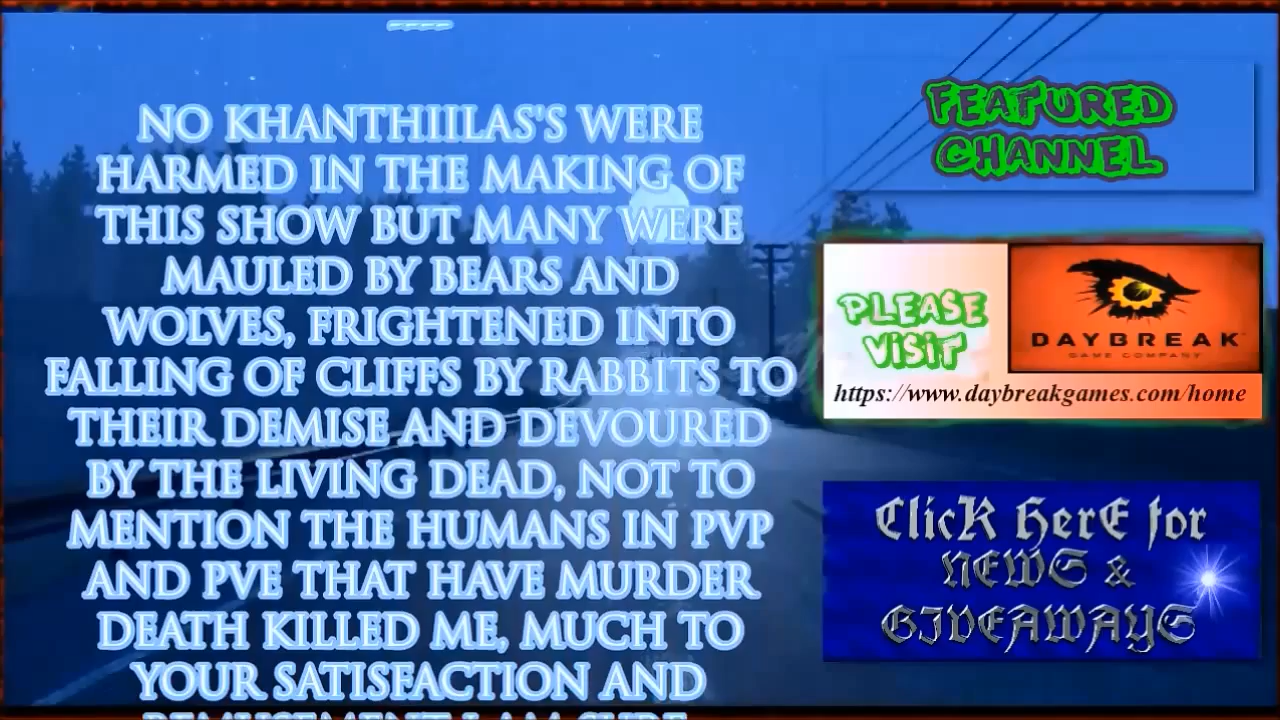 NO KHANTHIILAS'S WERE
HARMED IN THE MAKING OF
THIS SHOW BUT MANY WERE
MAULED BY BEARS AND
WOLVES, FRIGHTENED INTO
FALLING OF CLIFFS BY RABBITS TO
THEIR DEMISE AND DEVOURED
BY THE LIVING DEAD, NOT TO
MENTION THE HUMANS IN PVP
AND PVE THAT HAVE MURDER
DEATH KILLED ME, MUCH TO
YOUR SATISFACTION AND
FEATURED
CHANNEL
PLEASE
VISIT
DAYBREAK
GAME COMPANY
https://www.daybreakgames.com/home
Click HerE for
NEWS &
GIVEAWAYS